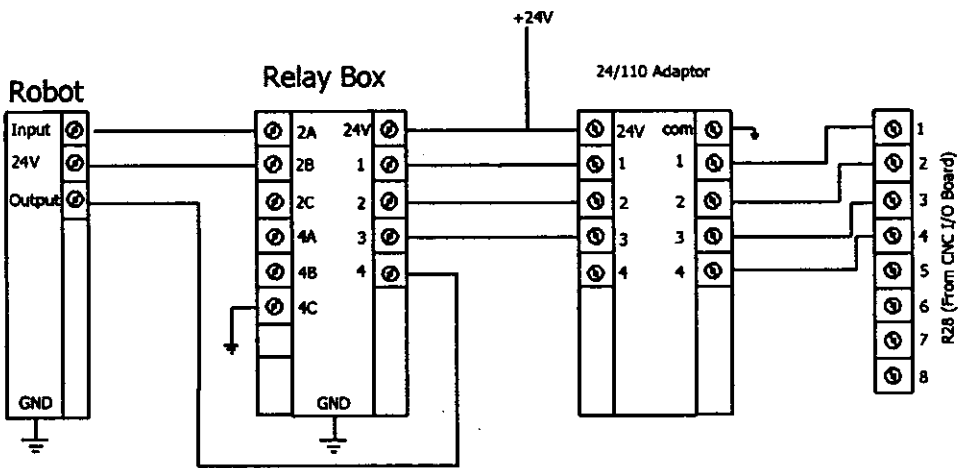 +24V
24/110 Adaptor
Relay Box
Robot
Input
24V
Output
GND
2A 24V
2B 1
2C 2
4A 3
4B 4
4C
GND
24V com
1 1
2 2
3 3
4 4
1
2
3
4
5
6
7
8
R28 (From CNC I/O Board)